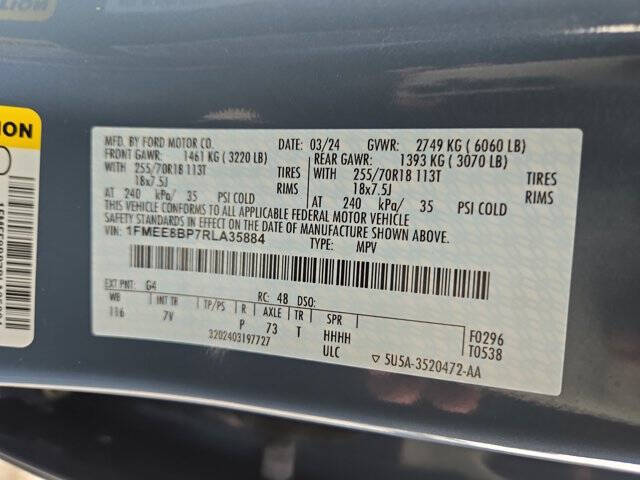 MFD. BY FORD MOTOR CO. DATE: 03/24 GVWR: 2749 KG ( 6060 LB)
FRONT GAWR: 1461 KG ( 3220 LB) REAR GAWR: 1393 KG ( 3070 LB)
WITH 255/70R18 113T TIRES WITH 255/70R18 113T TIRES
18x7.5J RIMS 18x7.5J RIMS
AT 240 kPa/ 35 PSI COLD AT 240 kPa/ 35 PSI COLD
THIS VEHICLE CONFORMS TO ALL APPLICABLE FEDERAL MOTOR VEHICLE
SAFETY STANDARDS IN EFFECT ON THE DATE OF MANUFACTURE SHOWN ABOVE.
VIN: 1FMEE8BP7RLA35884
TYPE: MPV
EXT PNT: G4 RC: 48 DSO:
WB INT TR TP/PS R AXLE TR SPR
116 7V P 73 T HHHH
ULC
F0296
T0538
3202403197727
5U5A-3520472-AA